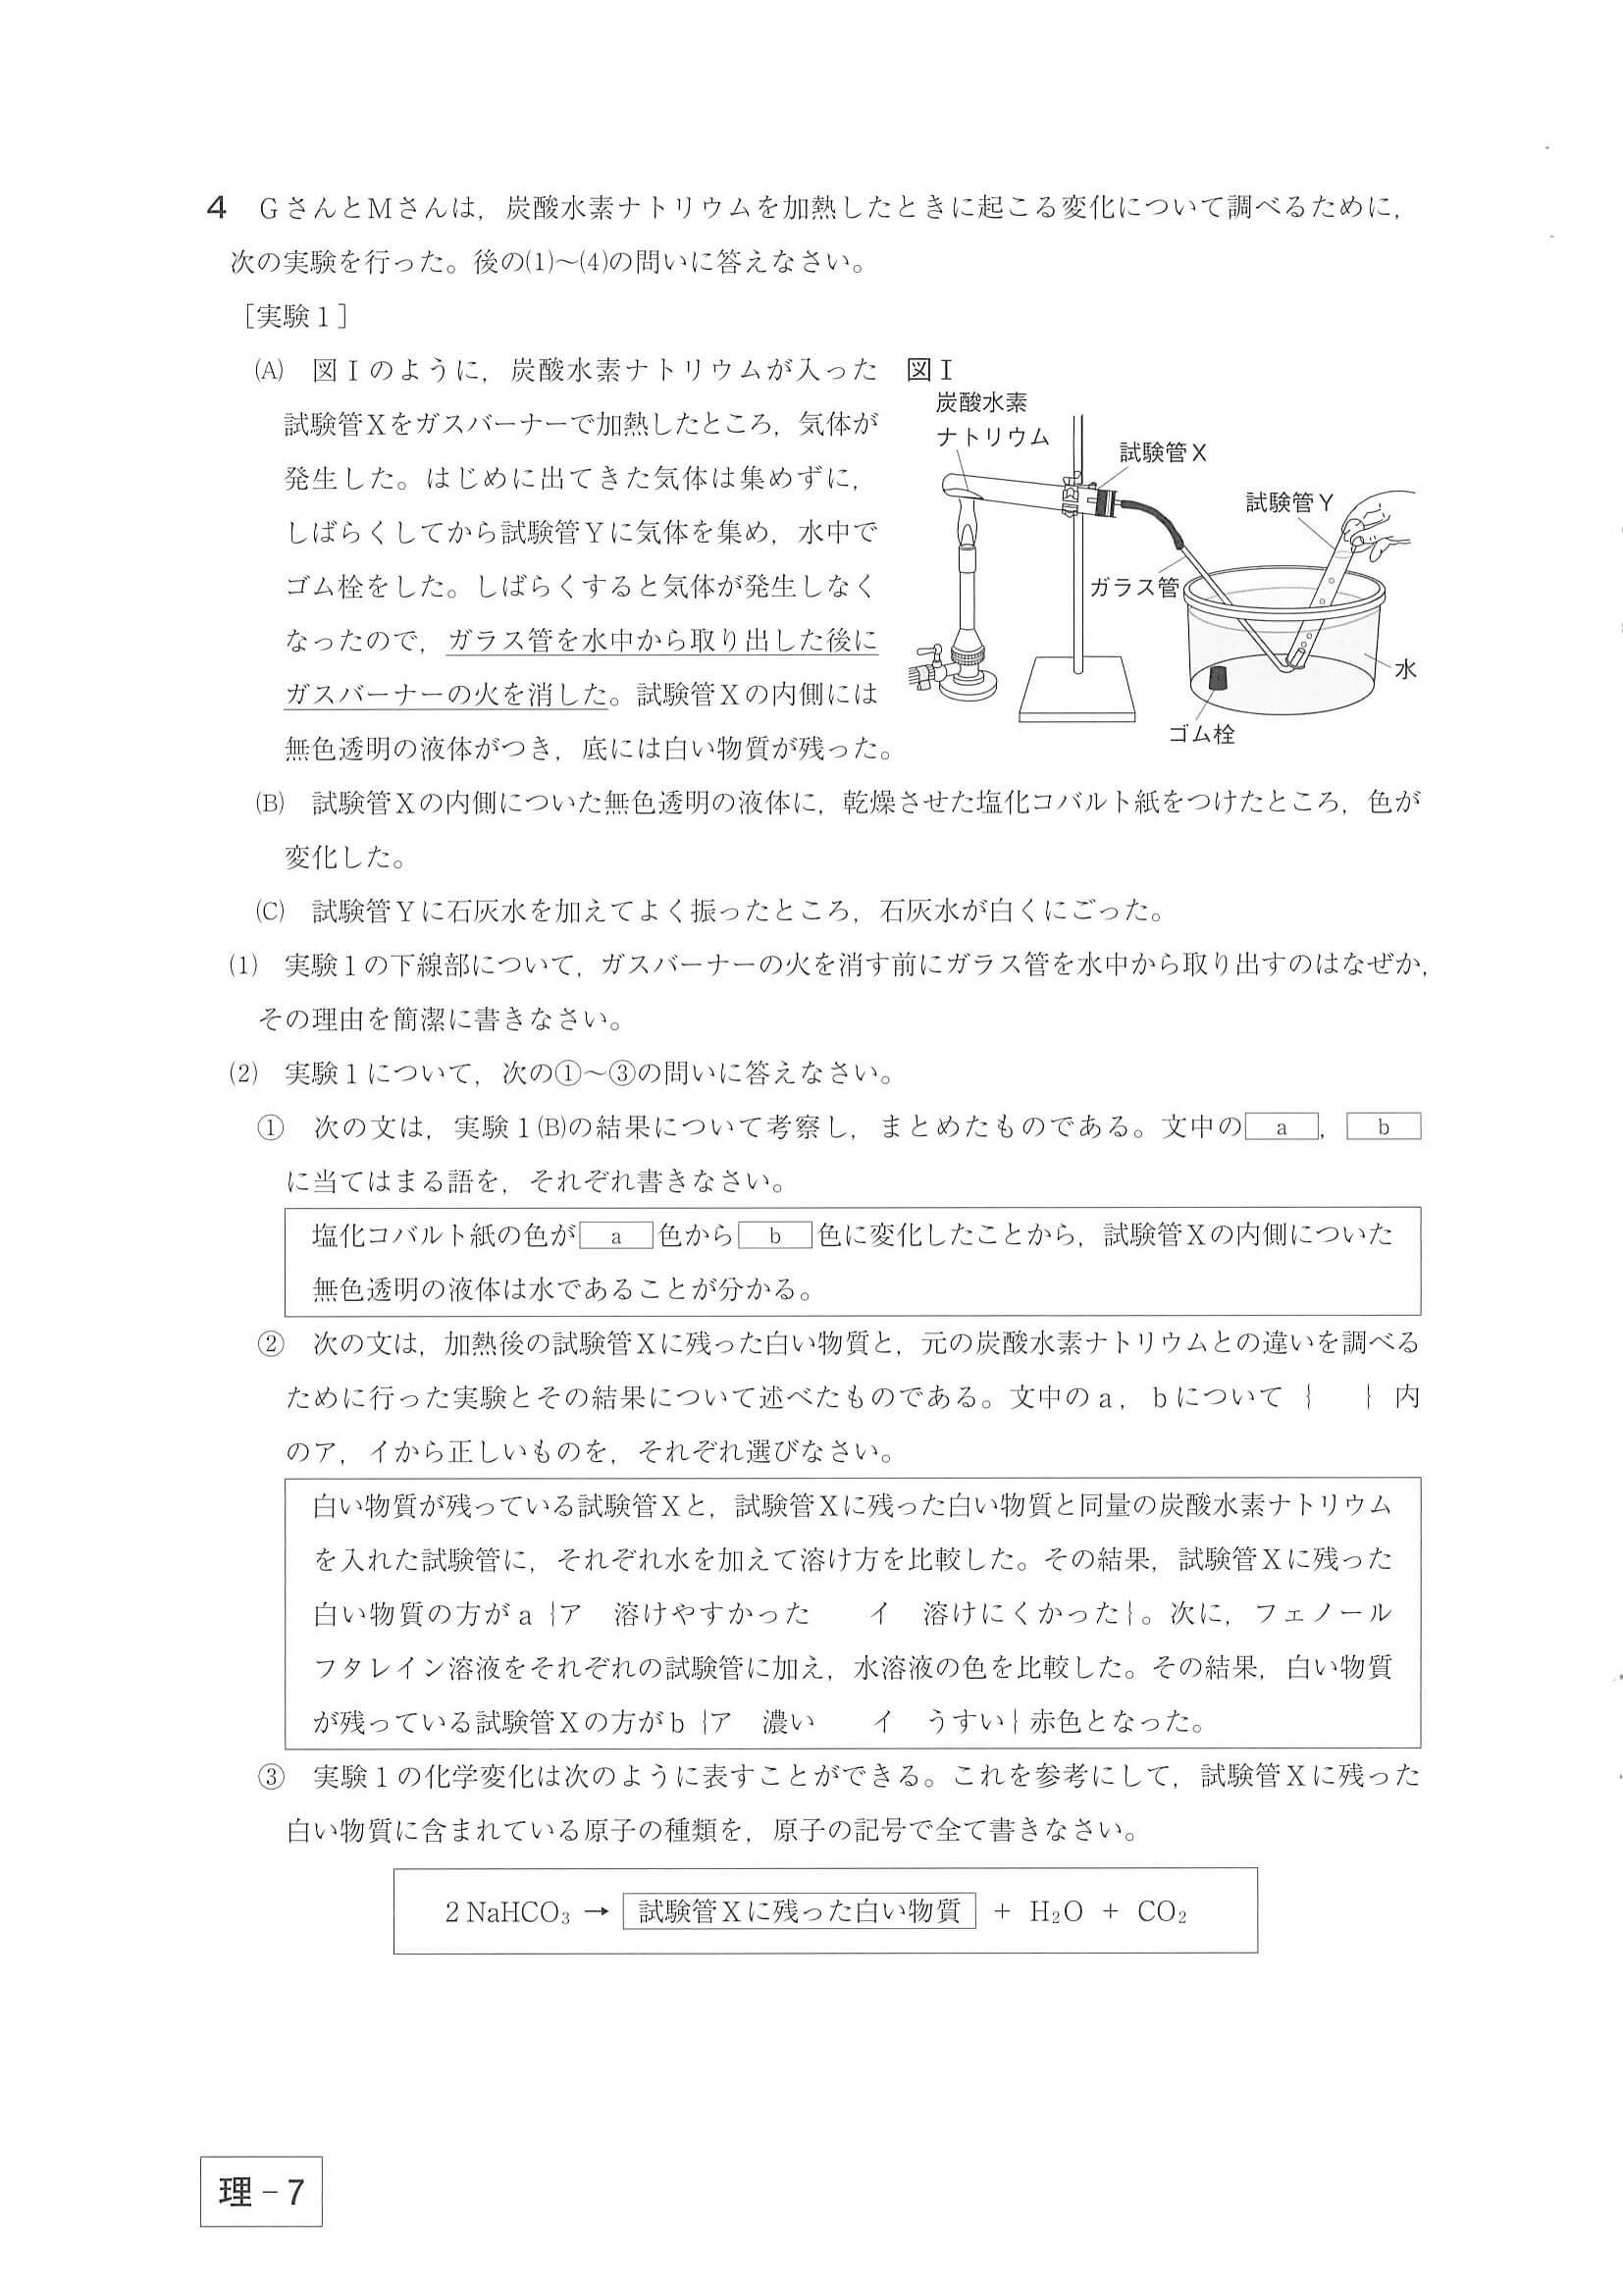 4　GさんとMさんは，炭酸水素ナトリウムを加熱したときに起こる変化について調べるために，
次の実験を行った。後の⑴～⑷の問いに答えなさい。
［実験１］
(A)　図Ⅰのように，炭酸水素ナトリウムが入った
試験管Xをガスバーナーで加熱したところ，気体が
発生した。はじめに出てきた気体は集めずに，
しばらくしてから試験管Yに気体を集め，水中で
ゴム栓をした。しばらくすると気体が発生しなく
なったので，ガラス管を水中から取り出した後に
ガスバーナーの火を消した。試験管Xの内側には
無色透明の液体がつき，底には白い物質が残った。
図Ⅰ
炭酸水素
ナトリウム
試験管X
試験管Y
ガラス管
水
ゴム栓
(B)　試験管Xの内側についた無色透明の液体に，乾燥させた塩化コバルト紙をつけたところ，色が
変化した。
(C)　試験管Yに石灰水を加えてよく振ったところ，石灰水が白くにごった。
⑴　実験１の下線部について，ガスバーナーの火を消す前にガラス管を水中から取り出すのはなぜか，
その理由を簡潔に書きなさい。
⑵　実験１について，次の①～③の問いに答えなさい。
①　次の文は，実験１(B)の結果について考察し，まとめたものである。文中の a ， b
に当てはまる語を，それぞれ書きなさい。
塩化コバルト紙の色が a 色から b 色に変化したことから，試験管Xの内側についた
無色透明の液体は水であることが分かる。
②　次の文は，加熱後の試験管Xに残った白い物質と，元の炭酸水素ナトリウムとの違いを調べる
ために行った実験とその結果について述べたものである。文中のa，bについて｛　｝内
のア，イから正しいものを，それぞれ選びなさい。
白い物質が残っている試験管Xと，試験管Xに残った白い物質と同量の炭酸水素ナトリウム
を入れた試験管に，それぞれ水を加えて溶け方を比較した。その結果，試験管Xに残った
白い物質の方がa｛ア　溶けやすかった　　イ　溶けにくかった｝。次に，フェノール
フタレイン溶液をそれぞれの試験管に加え，水溶液の色を比較した。その結果，白い物質
が残っている試験管Xの方がb｛ア　濃い　　イ　うすい｝赤色となった。
③　実験１の化学変化は次のように表すことができる。これを参考にして，試験管Xに残った
白い物質に含まれている原子の種類を，原子の記号で全て書きなさい。
2 NaHCO₃ → 試験管Xに残った白い物質 + H₂O + CO₂
理－7